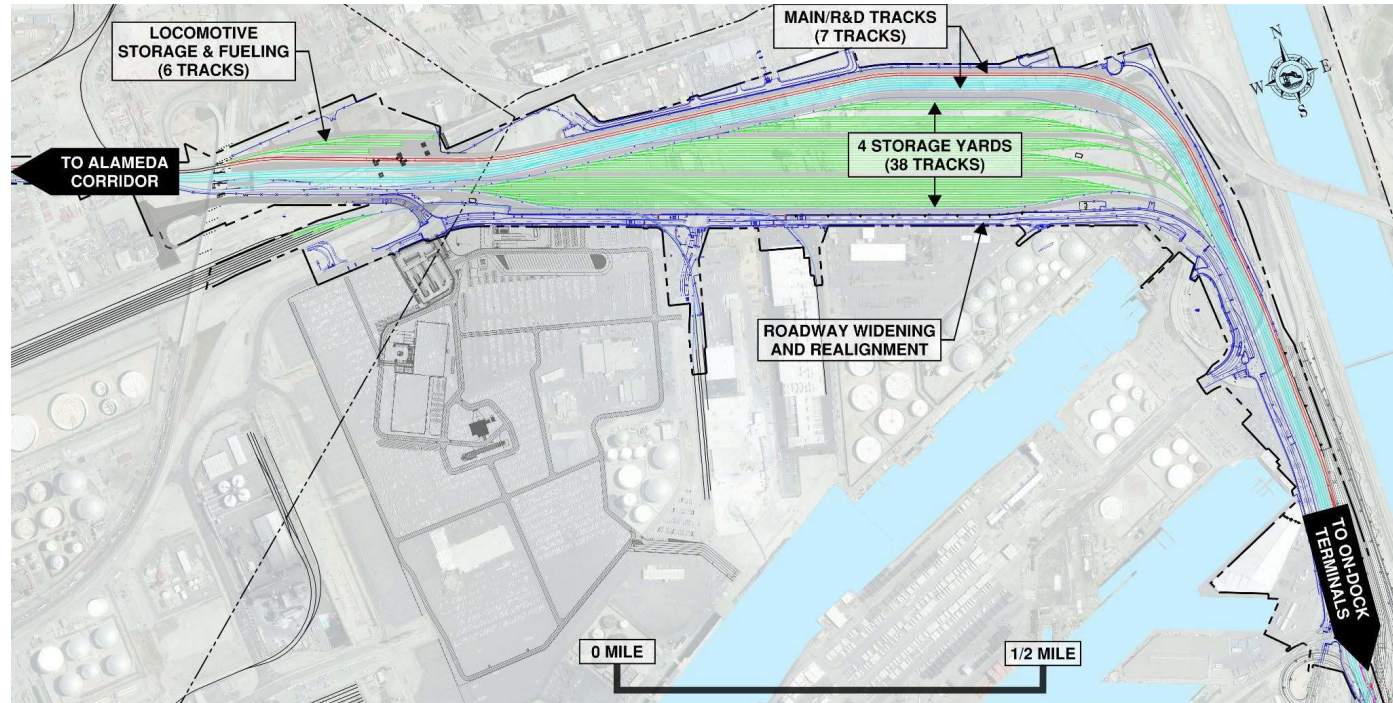 LOCOMOTIVE
STORAGE & FUELING
(6 TRACKS)
MAIN/R&D TRACKS
(7 TRACKS)
N
W
E
S
TO ALAMEDA
CORRIDOR
4 STORAGE YARDS
(38 TRACKS)
ROADWAY WIDENING
AND REALIGNMENT
TO ON-DOCK
TERMINALS
0 MILE
1/2 MILE